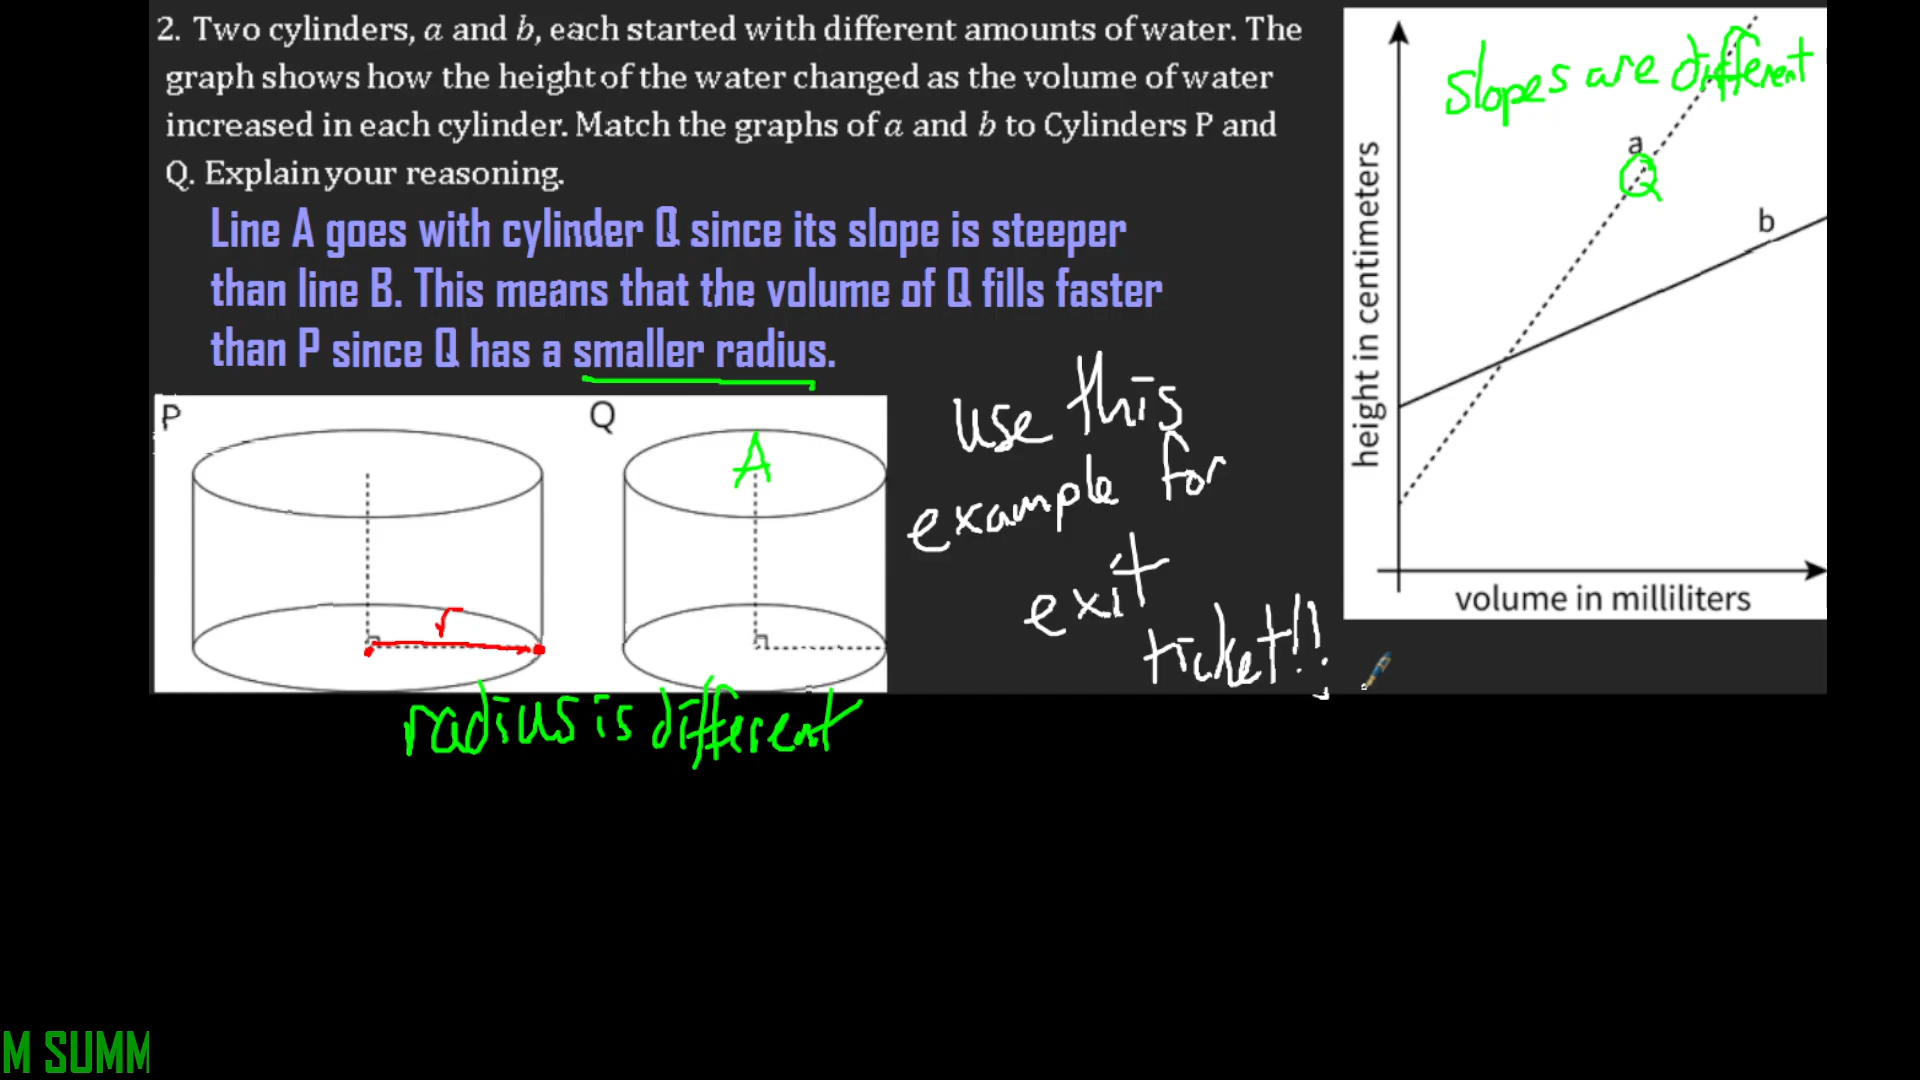 2. Two cylinders, a and b, each started with different amounts of water. The
graph shows how the height of the water changed as the volume of water
increased in each cylinder. Match the graphs of a and b to Cylinders P and
Q. Explain your reasoning.
Line A goes with cylinder Q since its slope is steeper
than line B. This means that the volume of Q fills faster
than P since Q has a smaller radius.
P
Q
A
r
radius is different
use this
example for
exit
ticket!!
slopes are different
a
Q
b
height in centimeters
volume in milliliters
M SUMM